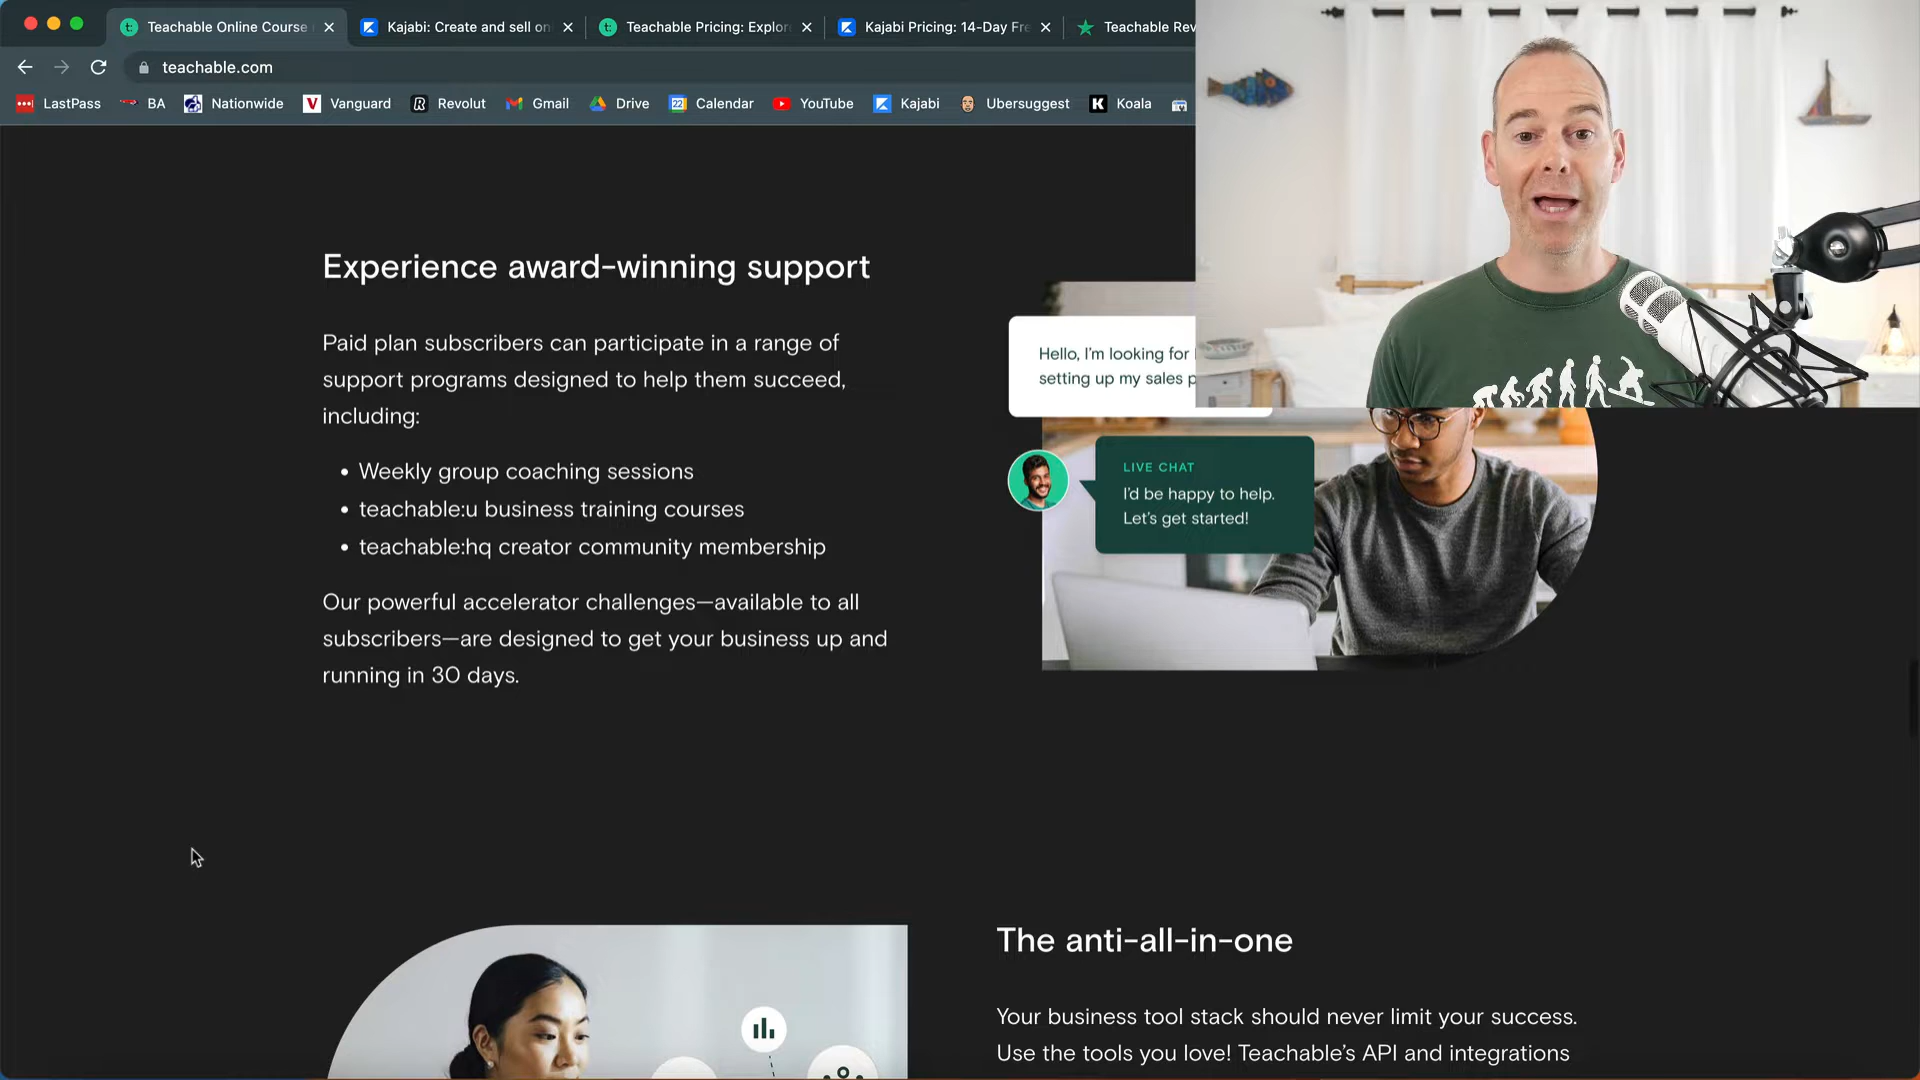 Teachable Online Course
Kajabi: Create and sell on
Teachable Pricing: Explore
Kajabi Pricing: 14-Day Fre
Teachable Rev
teachable.com
LastPass
BA
Nationwide
Vanguard
Revolut
Gmail
Drive
22
Calendar
YouTube
Kajabi
Ubersuggest
Koala
Experience award-winning support
Paid plan subscribers can participate in a range of
support programs designed to help them succeed,
including:
• Weekly group coaching sessions
• teachable:u business training courses
• teachable:hq creator community membership
Our powerful accelerator challenges—available to all
subscribers—are designed to get your business up and
running in 30 days.
Hello, I'm looking for
setting up my sales p
LIVE CHAT
I'd be happy to help.
Let's get started!
The anti-all-in-one
Your business tool stack should never limit your success.
Use the tools you love! Teachable's API and integrations